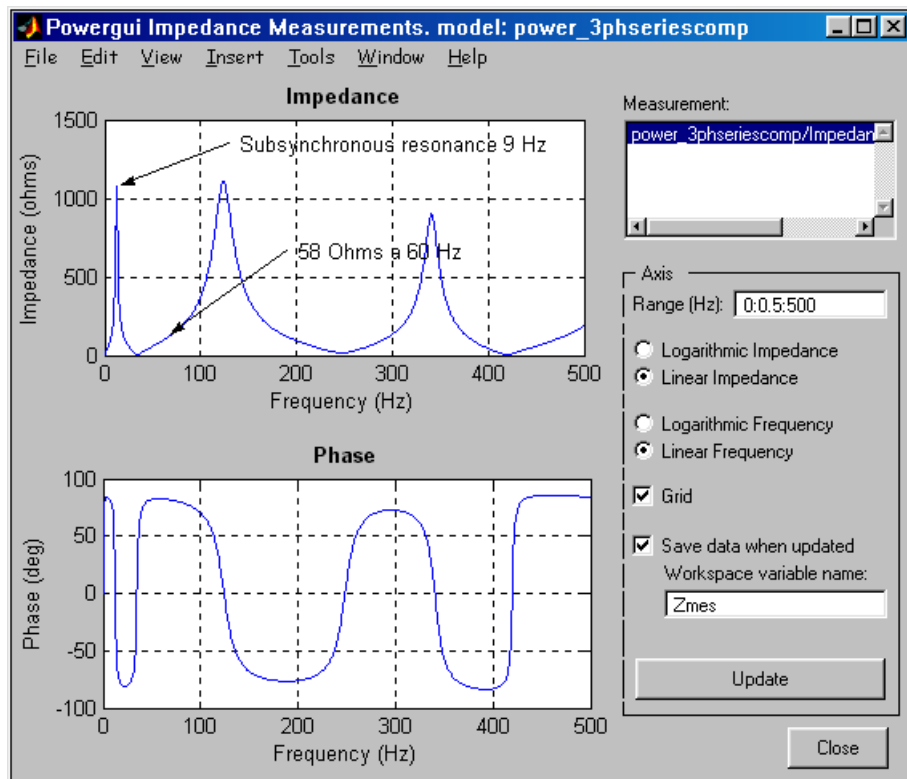 Powergui Impedance Measurements. model: power_3phseriescomp
File Edit View Insert Tools Window Help
Impedance
1500
1000
500
0
Impedance (ohms)
Subsynchronous resonance 9 Hz
58 Ohms a 60 Hz
0 100 200 300 400 500
Frequency (Hz)
Phase
100
50
0
-50
-100
Phase (deg)
0 100 200 300 400 500
Frequency (Hz)
Measurement:
power_3phseriescomp/Impedan
Axis
Range (Hz): 0:0.5:500
Logarithmic Impedance
Linear Impedance
Logarithmic Frequency
Linear Frequency
Grid
Save data when updated
Workspace variable name:
Zmes
Update
Close